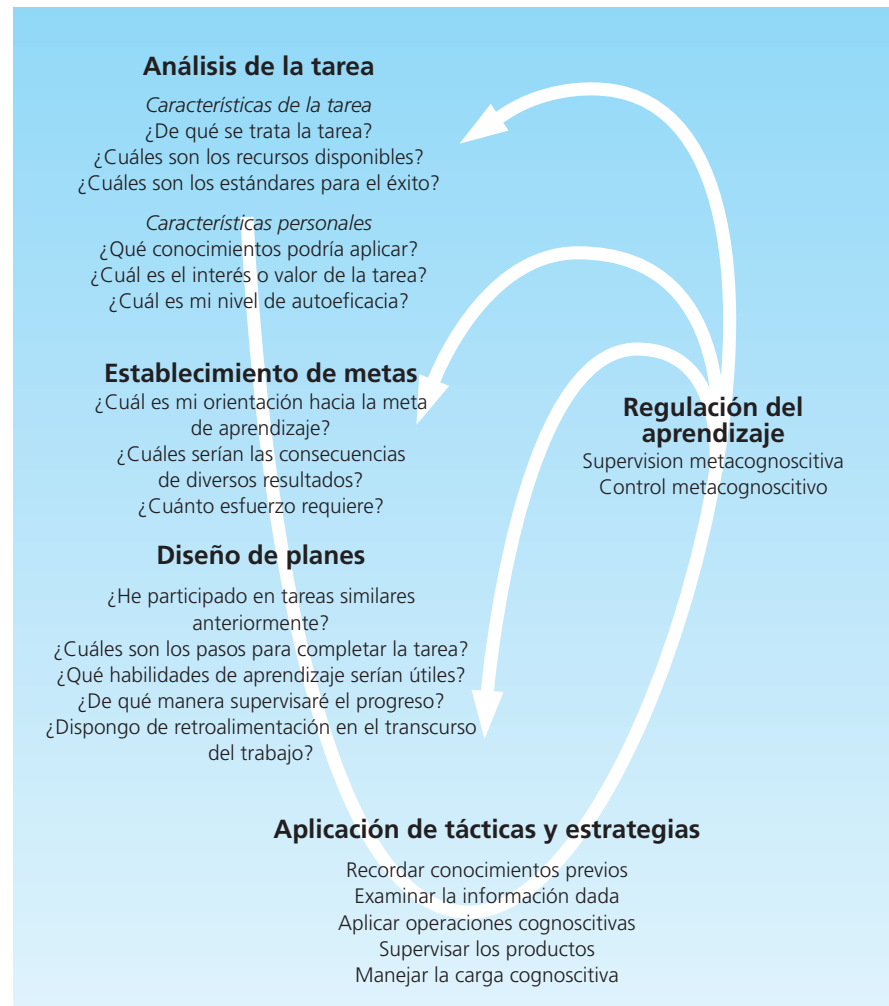 Análisis de la tarea
Características de la tarea
¿De qué se trata la tarea?
¿Cuáles son los recursos disponibles?
¿Cuáles son los estándares para el éxito?
Características personales
¿Qué conocimientos podría aplicar?
¿Cuál es el interés o valor de la tarea?
¿Cuál es mi nivel de autoeficacia?
Establecimiento de metas
¿Cuál es mi orientación hacia la meta
de aprendizaje?
¿Cuáles serían las consecuencias
de diversos resultados?
¿Cuánto esfuerzo requiere?
Diseño de planes
¿He participado en tareas similares
anteriormente?
¿Cuáles son los pasos para completar la tarea?
¿Qué habilidades de aprendizaje serían útiles?
¿De qué manera supervisaré el progreso?
¿Dispongo de retroalimentación en el transcurso
del trabajo?
Regulación del
aprendizaje
Supervision metacognoscitiva
Control metacognoscitivo
Aplicación de tácticas y estrategias
Recordar conocimientos previos
Examinar la información dada
Aplicar operaciones cognoscitivas
Supervisar los productos
Manejar la carga cognoscitiva